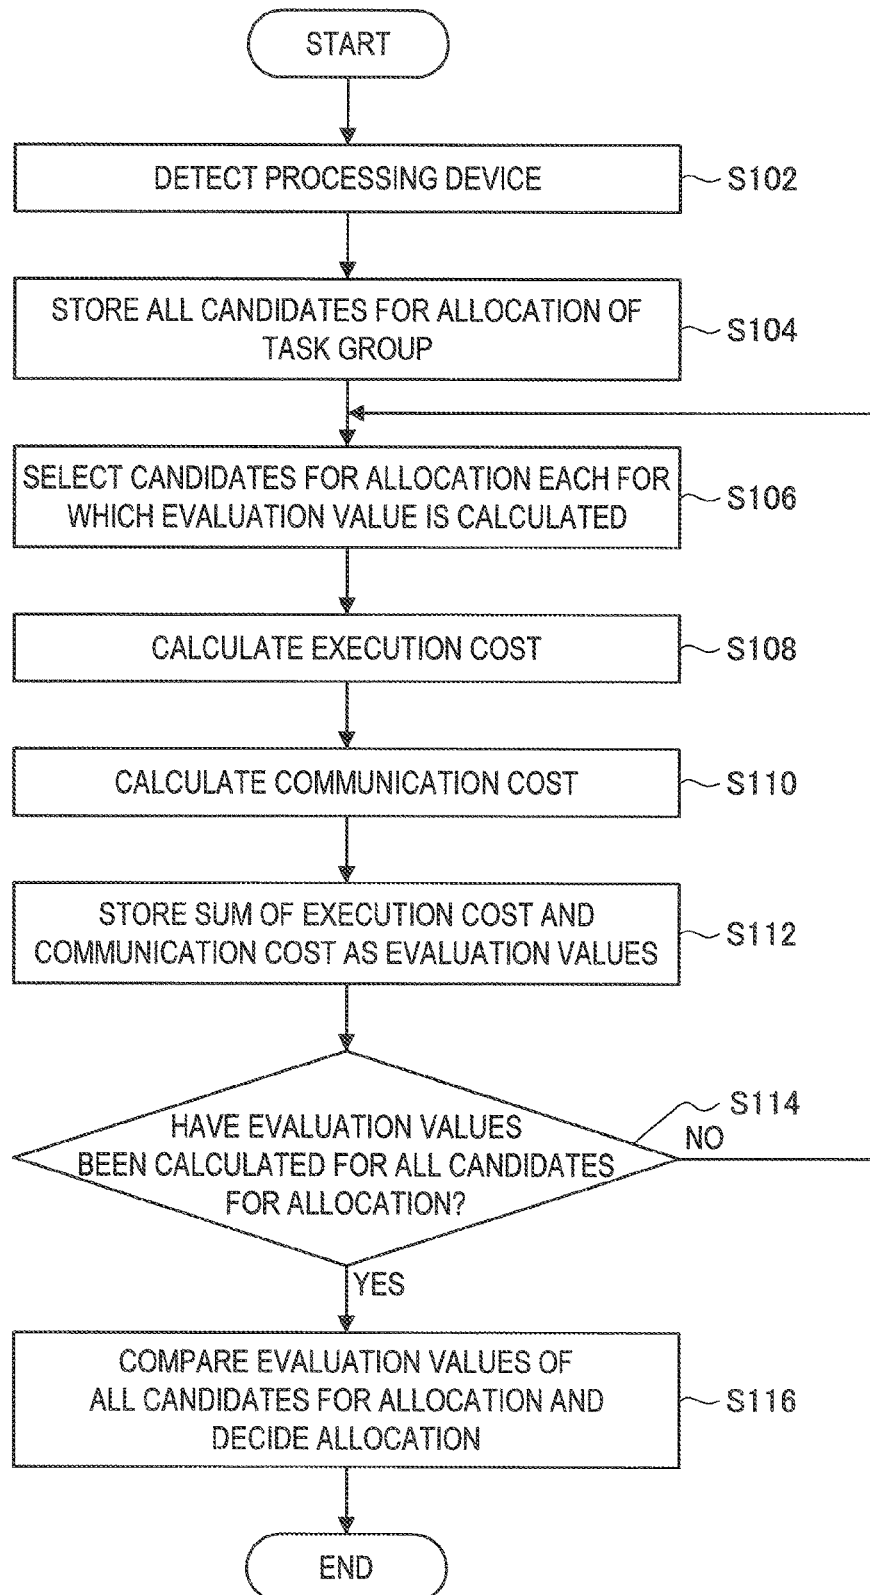 START
DETECT PROCESSING DEVICE
S102
STORE ALL CANDIDATES FOR ALLOCATION OF
TASK GROUP
S104
SELECT CANDIDATES FOR ALLOCATION EACH FOR
WHICH EVALUATION VALUE IS CALCULATED
S106
CALCULATE EXECUTION COST
S108
CALCULATE COMMUNICATION COST
S110
STORE SUM OF EXECUTION COST AND
COMMUNICATION COST AS EVALUATION VALUES
S112
HAVE EVALUATION VALUES
BEEN CALCULATED FOR ALL CANDIDATES
FOR ALLOCATION?
S114
NO
YES
COMPARE EVALUATION VALUES OF
ALL CANDIDATES FOR ALLOCATION AND
DECIDE ALLOCATION
S116
END